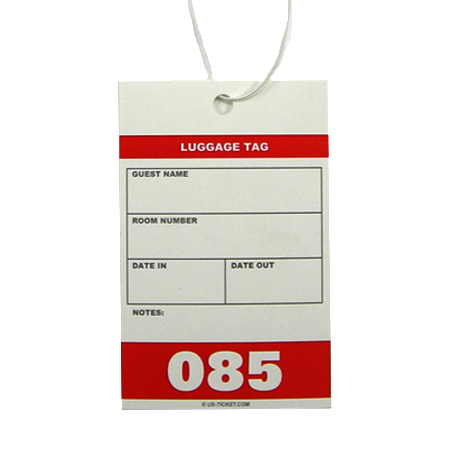 LUGGAGE TAG
GUEST NAME
ROOM NUMBER
DATE IN DATE OUT
NOTES:
085
© US-TICKET.COM